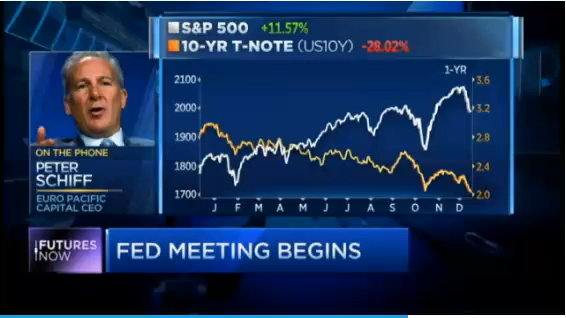 S&P 500 +11.57%
10-YR T-NOTE (US10Y) -28.02%
1-YR
2100
2000
1900
1800
1700
3.6
3.2
2.8
2.4
2.0
J F M A M J J A S O N D
ON THE PHONE
PETER
SCHIFF
EURO PACIFIC
CAPITAL CEO
FUTURES
NOW
FED MEETING BEGINS